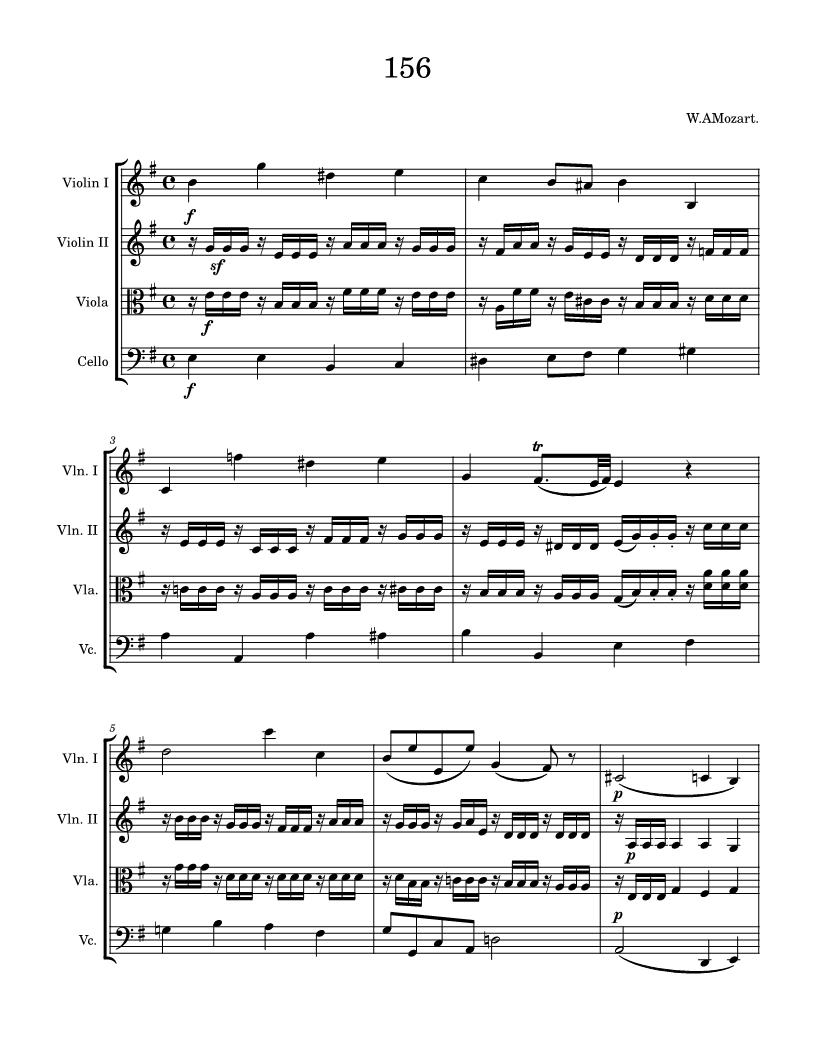 156
W.AMozart.
Violin I
f
Violin II
sf
Viola
f
Cello
f
3
Vln. I
tr
Vln. II
Vla.
Vc.
5
Vln. I
p
Vln. II
p
Vla.
p
Vc.